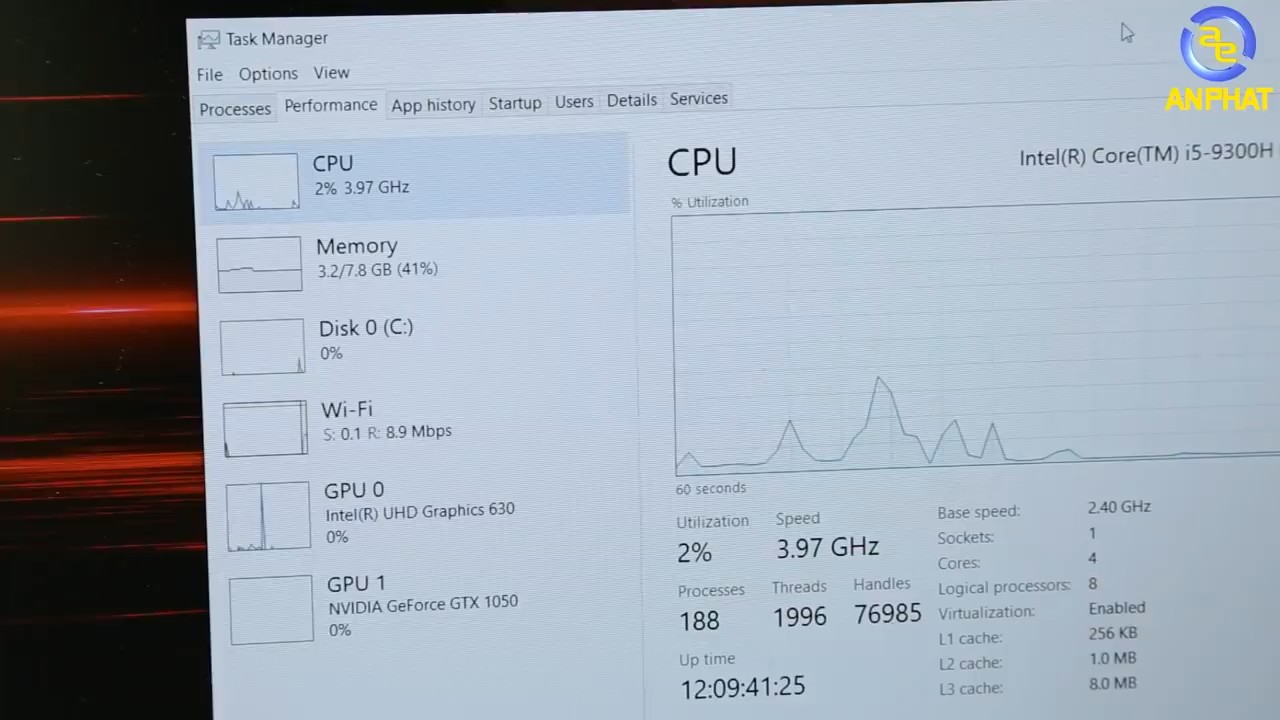 Task Manager
File Options View
Processes Performance App history Startup Users Details Services
CPU
2% 3.97 GHz
Memory
3.2/7.8 GB (41%)
Disk 0 (C:)
0%
Wi-Fi
S: 0.1 R: 8.9 Mbps
GPU 0
Intel(R) UHD Graphics 630
0%
GPU 1
NVIDIA GeForce GTX 1050
0%
CPU
Intel(R) Core(TM) i5-9300H
% Utilization
60 seconds
Utilization Speed
2% 3.97 GHz
Processes Threads Handles
188 1996 76985
Up time
12:09:41:25
Base speed: 2.40 GHz
Sockets: 1
Cores: 4
Logical processors: 8
Virtualization: Enabled
L1 cache: 256 KB
L2 cache: 1.0 MB
L3 cache: 8.0 MB
ae
ANPHAT